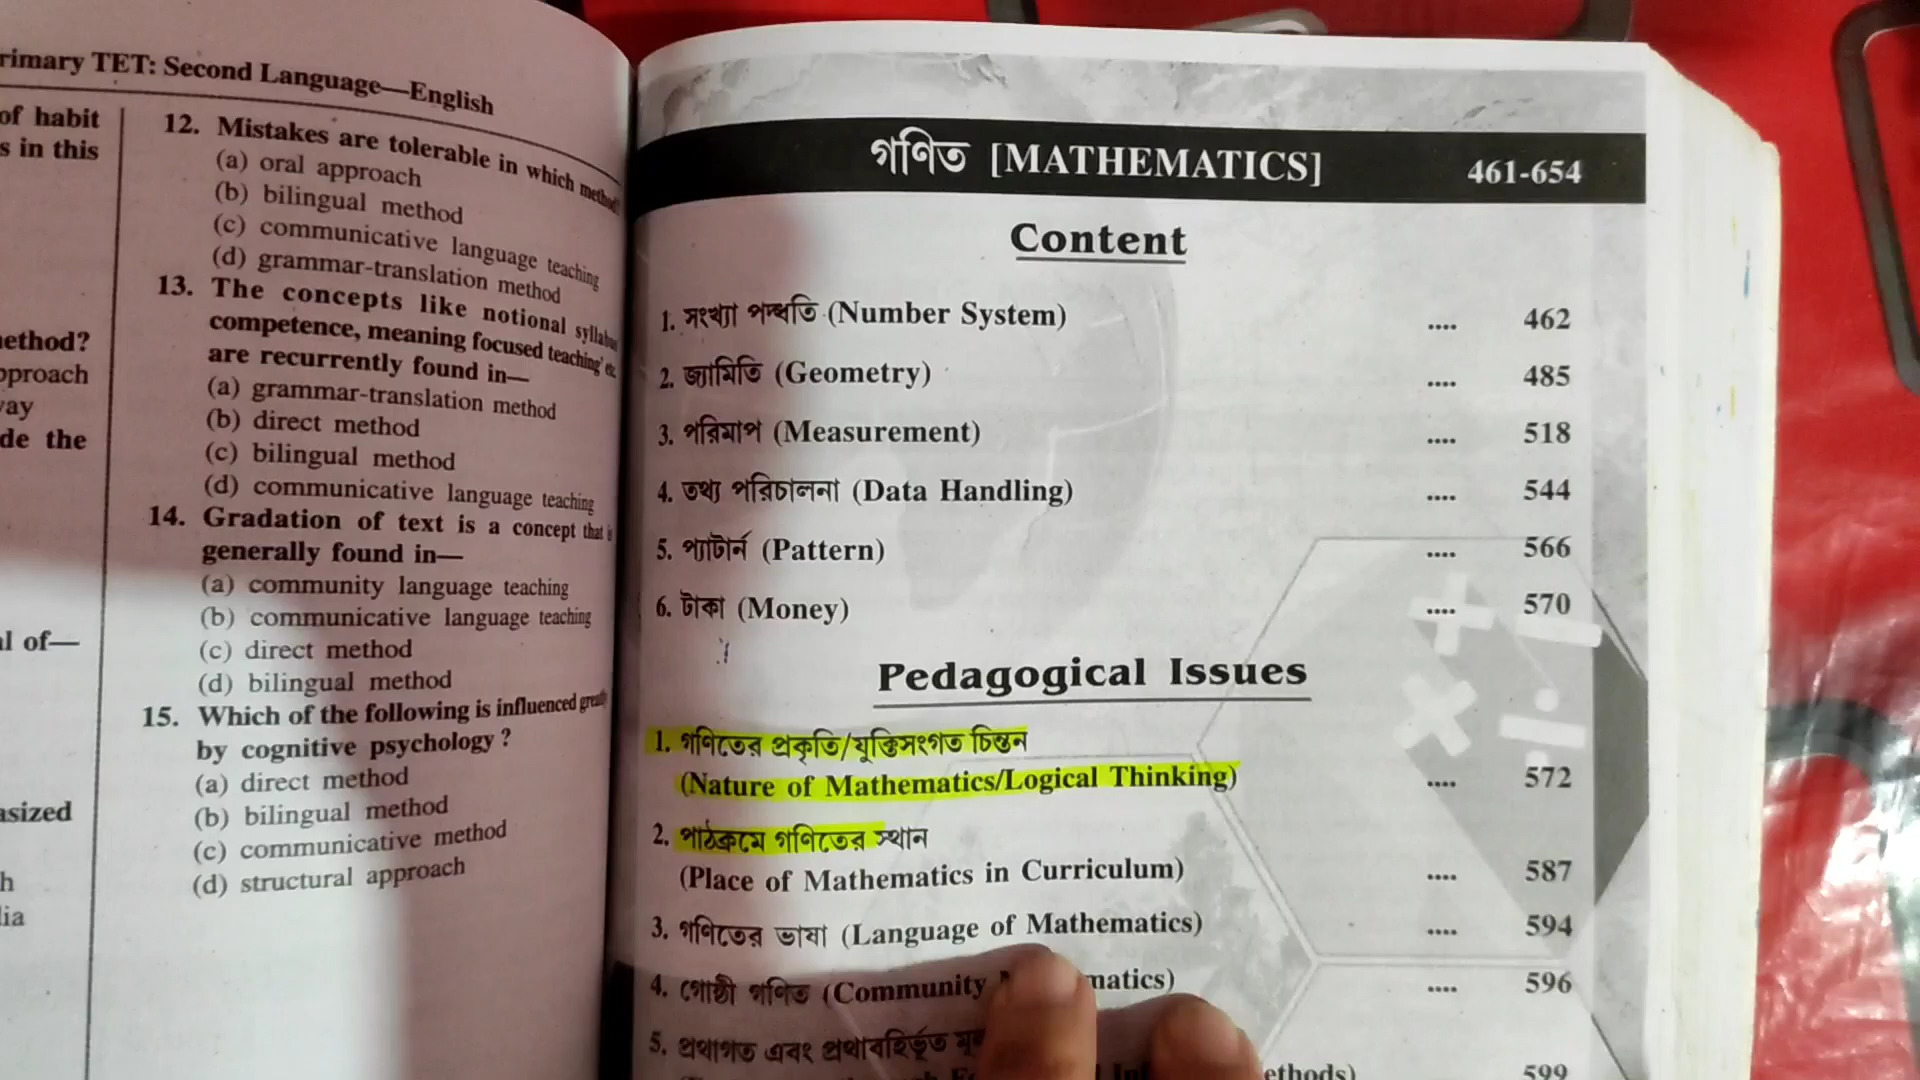 Primary TET: Second Language—English
of habit
s in this
ethod?
approach
way
de the
al of—
asized
h
lia
12. Mistakes are tolerable in which method?
(a) oral approach
(b) bilingual method
(c) communicative language teaching
(d) grammar-translation method
13. The concepts like notional syllabus
competence, meaning focused teaching' etc.
are recurrently found in—
(a) grammar-translation method
(b) direct method
(c) bilingual method
(d) communicative language teaching
14. Gradation of text is a concept that is
generally found in—
(a) community language teaching
(b) communicative language teaching
(c) direct method
(d) bilingual method
15. Which of the following is influenced greatly
by cognitive psychology?
(a) direct method
(b) bilingual method
(c) communicative method
(d) structural approach
গণিত [MATHEMATICS] 461-654
Content
1. সংখ্যা পদ্ধতি (Number System) .... 462
2. জ্যামিতি (Geometry) .... 485
3. পরিমাপ (Measurement) .... 518
4. তথ্য পরিচালনা (Data Handling) .... 544
5. প্যাটার্ন (Pattern) .... 566
6. টাকা (Money) .... 570
Pedagogical Issues
1. গণিতের প্রকৃতি/যুক্তিসংগত চিন্তন
(Nature of Mathematics/Logical Thinking) .... 572
2. পাঠক্রমে গণিতের স্থান
(Place of Mathematics in Curriculum) .... 587
3. গণিতের ভাষা (Language of Mathematics) .... 594
4. গোষ্ঠী গণিত (Community matics) .... 596
5. প্রথাগত এবং প্রথাবহির্ভূত
ethods) 599